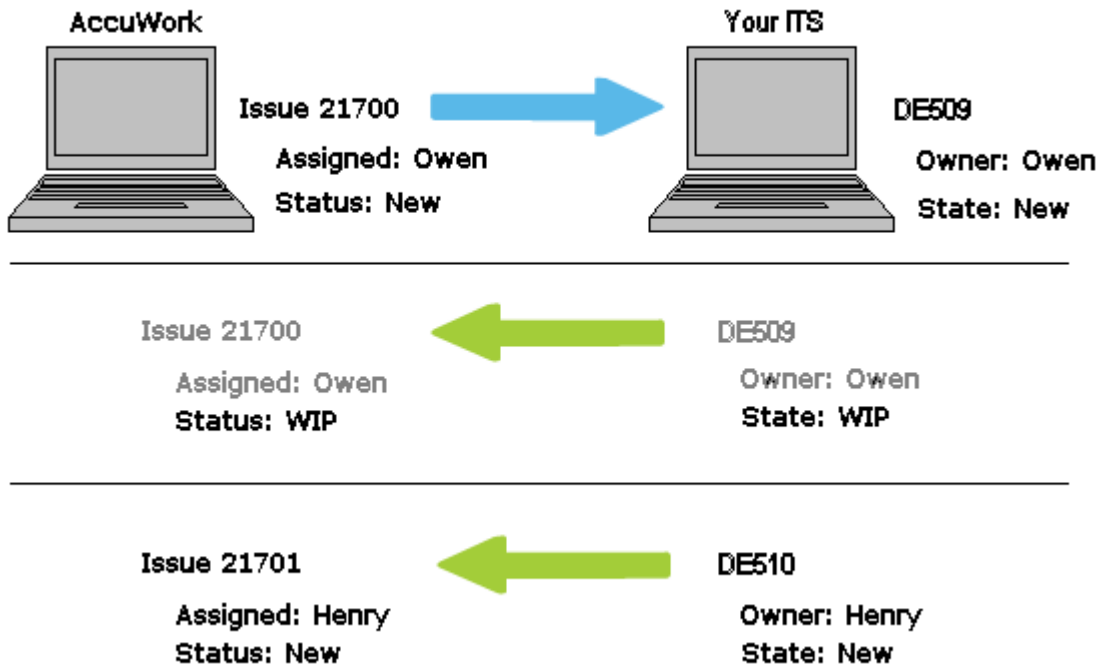 AccuWork
Your ITS
Issue 21700
DE509
Assigned: Owen
Owner: Owen
Status: New
State: New
Issue 21700
DE509
Assigned: Owen
Owner: Owen
Status: WIP
State: WIP
Issue 21701
DE510
Assigned: Henry
Owner: Henry
Status: New
State: New